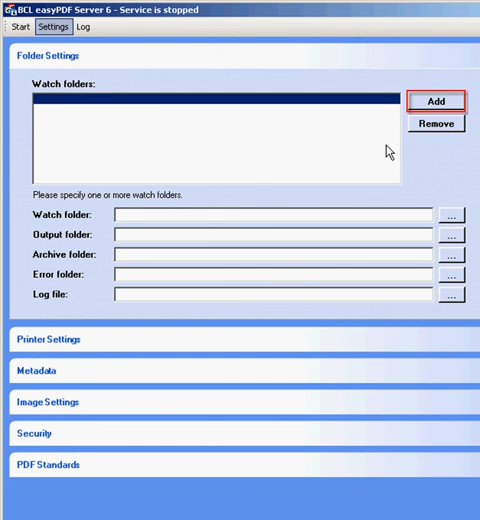 BCL easyPDF Server 6 - Service is stopped
Start Settings Log
Folder Settings
Watch folders:
Add
Remove
Please specify one or more watch folders.
Watch folder: ...
Output folder: ...
Archive folder: ...
Error folder: ...
Log file: ...
Printer Settings
Metadata
Image Settings
Security
PDF Standards